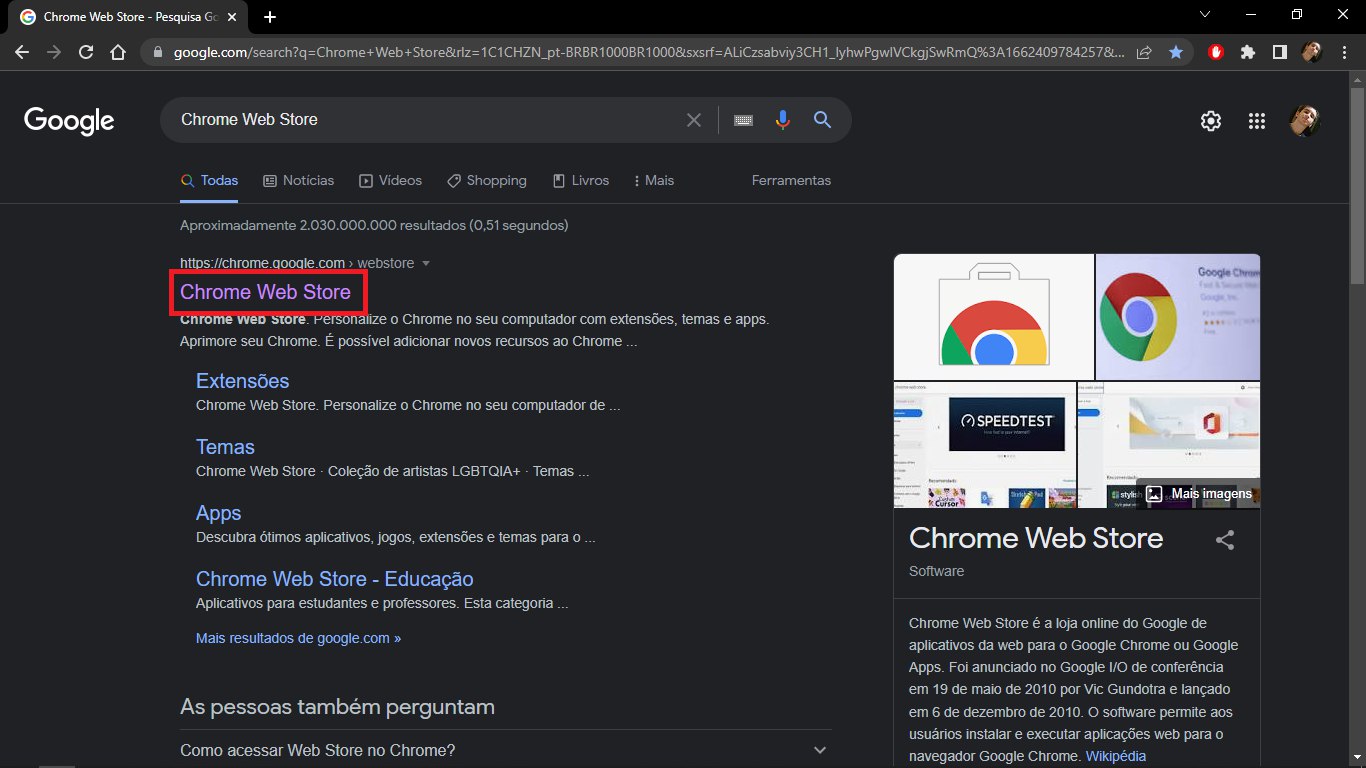 Chrome Web Store - Pesquisa Go
google.com/search?q=Chrome+Web+Store&rlz=1C1CHZN_pt-BRBR1000BR1000&sxsrf=ALiCzsabviy3CH1_lyhwPgwlVCkgjSwRmQ%3A1662409784257&...
Google
Chrome Web Store
Todas
Notícias
Vídeos
Shopping
Livros
Mais
Ferramentas
Aproximadamente 2.030.000.000 resultados (0,51 segundos)
https://chrome.google.com › webstore
Chrome Web Store
Chrome Web Store. Personalize o Chrome no seu computador com extensões, temas e apps.
Aprimore seu Chrome. É possível adicionar novos recursos ao Chrome ...
Extensões
Chrome Web Store. Personalize o Chrome no seu computador de ...
Temas
Chrome Web Store · Coleção de artistas LGBTQIA+ · Temas ...
Apps
Descubra ótimos aplicativos, jogos, extensões e temas para o ...
Chrome Web Store - Educação
Aplicativos para estudantes e professores. Esta categoria ...
Mais resultados de google.com »
As pessoas também perguntam
Como acessar Web Store no Chrome?
Google Chrom
Google, Inc.
SPEEDTEST
Recomendado
Custom
Cursor
stylish
Mais imagens
Chrome Web Store
Software
Chrome Web Store é a loja online do Google de
aplicativos da web para o Google Chrome ou Google
Apps. Foi anunciado no Google I/O de conferência
em 19 de maio de 2010 por Vic Gundotra e lançado
em 6 de dezembro de 2010. O software permite aos
usuários instalar e executar aplicações web para o
navegador Google Chrome. Wikipédia